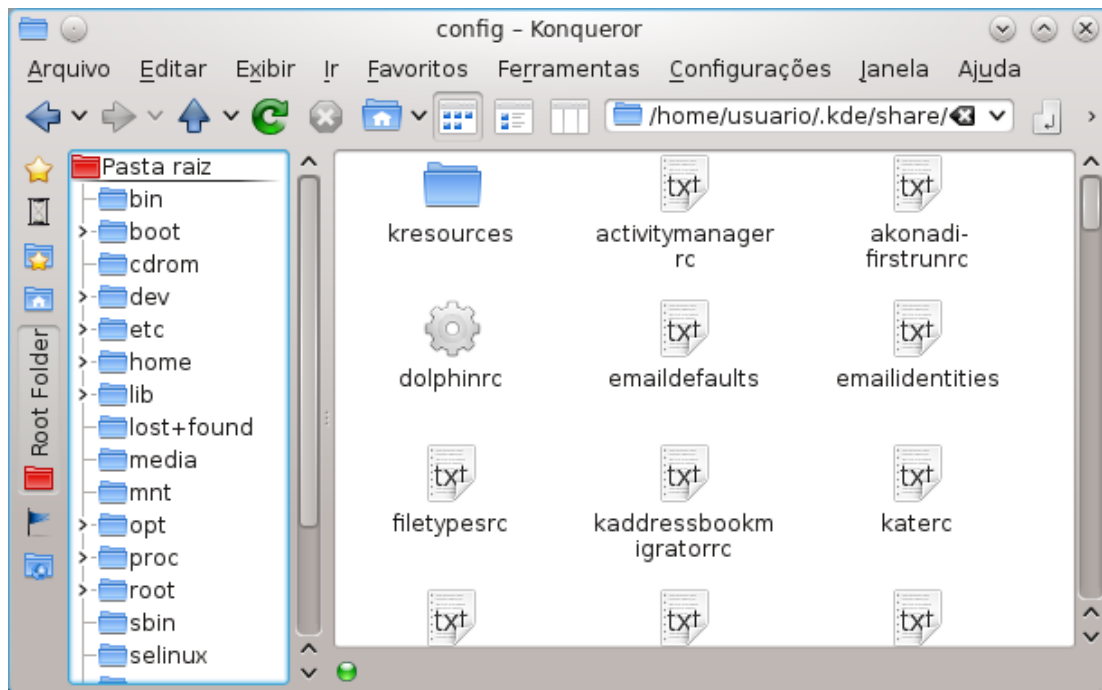 config – Konqueror
Arquivo Editar Exibir Ir Favoritos Ferramentas Configurações Janela Ajuda
/home/usuario/.kde/share/
Root Folder
Pasta raiz
bin
boot
cdrom
dev
etc
home
lib
lost+found
media
mnt
opt
proc
root
sbin
selinux
txt txt
kresources activitymanager akonadi-
rc firstrunrc
txt txt
dolphinrc emaildefaults emailidentities
txt txt txt
filetypesrc kaddressbookm katerc
igratorrc
txt txt txt